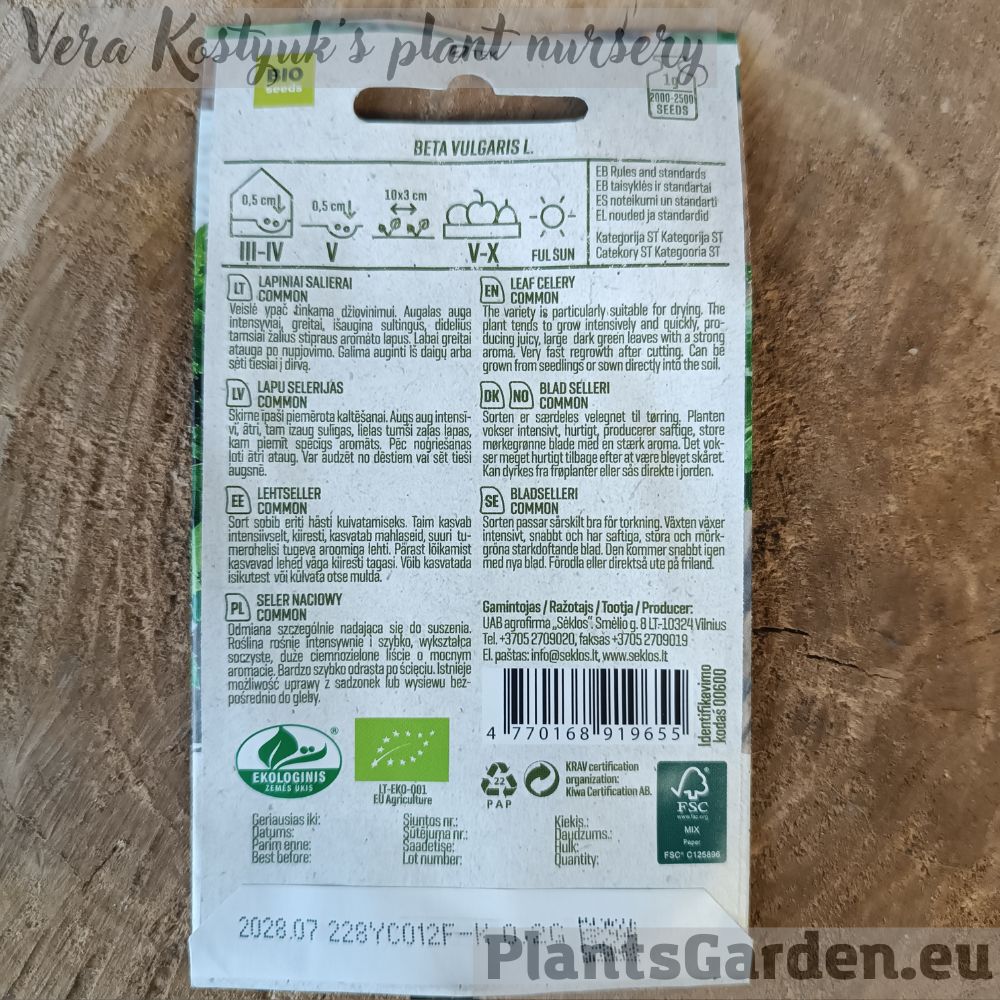 Vera Kostyuk's plant nursery
BIO
seeds
1g
2000-2500
SEEDS
BETA VULGARIS L.
0,5 cm
0,5 cm
10x3 cm
III-IV
V
V-X
FUL SUN
EB Rules and standards
EB taisyklės ir standartai
ES noteikumi un standarti
EL nõuded ja standardid
Kategorija ST Kategorija ST
Catekory ST Kategooria ST
LT
LAPINIAI SALIERAI
COMMON
Veislė ypač tinkama džiovinimui. Augalas auga
intensyviai, greitai, išaugina sultingus, didelius
tamsiai žalius stipraus aromato lapus. Labai greitai
atauga po nupjovimo. Galima auginti iš daigų arba
sėti tiesiai į dirvą.
EN
LEAF CELERY
COMMON
The variety is particularly suitable for drying. The
plant tends to grow intensively and quickly, pro-
ducing juicy, large dark green leaves with a strong
aroma. Very fast regrowth after cutting. Can be
grown from seedlings or sown directly into the soil.
LV
LAPU SELERIJAS
COMMON
Šķirne īpaši piemērota kaltēšanai. Augs aug intensī-
vi, ātri, tam izaug sulīgas, lielas tumši zaļas lapas,
kam piemīt spēcīgs aromāts. Pēc nogriešanas
ļoti ātri ataug. Var audzēt no dēstiem vai sēt tieši
augsnē.
DK
NO
BLAD SELLERI
COMMON
Sorten er særdeles velegnet til tørring. Planten
vokser intensivt, hurtigt, producerer saftige, store
mørkegrønne blade med en stærk aroma. Det vok-
ser meget hurtigt tilbage efter at være blevet skåret.
Kan dyrkes fra frøplanter eller sås direkte i jorden.
EE
LEHTSELLER
COMMON
Sort sobib eriti hästi kuivatamiseks. Taim kasvab
intensiivselt, kiiresti, kasvatab mahlaseid, suuri tu-
merohelisi tugeva aroomiga lehti. Pärast lõikamist
kasvavad lehed väga kiiresti tagasi. Võib kasvatada
isikutest või külvata otse mulda.
SE
BLADSELLERI
COMMON
Sorten passar särskilt bra för torkning. Växten växer
intensivt, snabbt och har saftiga, stora och mörk-
gröna starkdoftande blad. Den kommer snabbt igen
med nya blad. Förodla eller direktså ute på friland.
PL
SELER NACIOWY
COMMON
Odmiana szczególnie nadająca się do suszenia.
Roślina rośnie intensywnie i szybko, wykształca
soczyste, duże ciemnozielone liście o mocnym
aromacie. Bardzo szybko odrasta po ścięciu. Istnieje
możliwość uprawy z sadzonek lub wysiewu bez-
pośrednio do gleby.
Gamintojas / Ražotajs / Tootja / Producer:
UAB agrofirma „Sėklos". Smėlio g. 8 LT-10324 Vilnius
Tel. +3705 2709020, faksas +3705 2709019
El. paštas: info@seklos.lt, www.seklos.lt
4 770168 919655
Identifikavimo
kodas 00600
EKOLOGINIS
ŽEMĖS ŪKIS
®
LT-EKO-001
EU Agriculture
22
PAP
KRAV certification
organization:
Kiwa Certification AB.
FSC
www.fsc.org
MIX
Paper
FSC® C125896
Geriausias iki:
Datums:
Parim enne:
Best before:
Siuntos nr.:
Sūtījuma nr.:
Saadetise:
Lot number:
Kiekis.:
Daudzums.:
Hulk:
Quantity:
2028.07 228YC012F-
PlantsGarden.eu